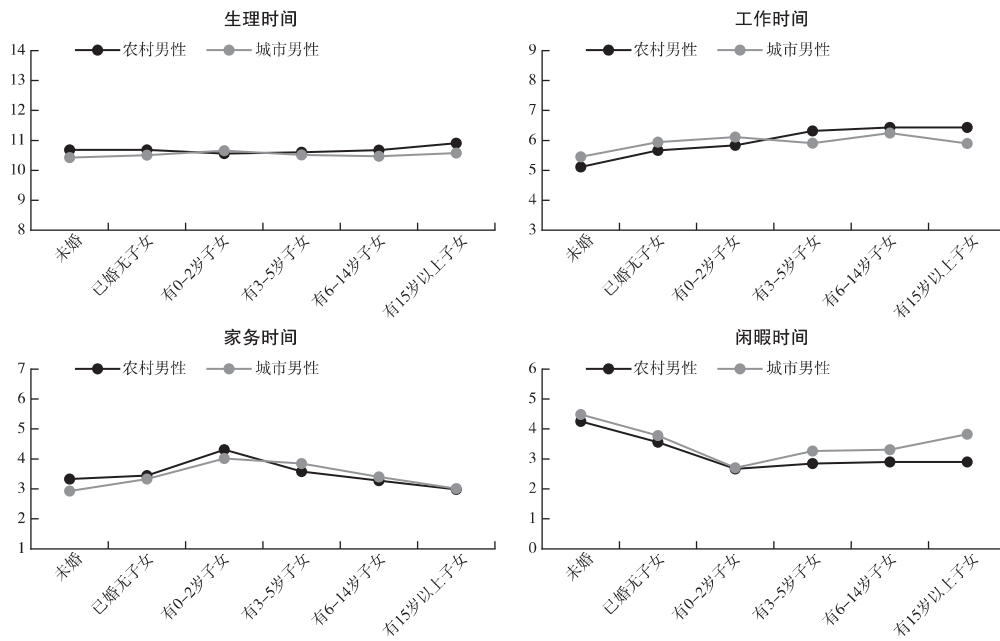 生理时间
农村男性 城市男性
14
13
12
11
10
9
8
未婚
已婚无子女
有0–2岁子女
有3–5岁子女
有6–14岁子女
有15岁以上子女
工作时间
农村男性 城市男性
9
8
7
6
5
4
3
未婚
已婚无子女
有0–2岁子女
有3–5岁子女
有6–14岁子女
有15岁以上子女
家务时间
农村男性 城市男性
7
6
5
4
3
2
1
未婚
已婚无子女
有0–2岁子女
有3–5岁子女
有6–14岁子女
有15岁以上子女
闲暇时间
农村男性 城市男性
6
5
4
3
2
1
0
未婚
已婚无子女
有0–2岁子女
有3–5岁子女
有6–14岁子女
有15岁以上子女